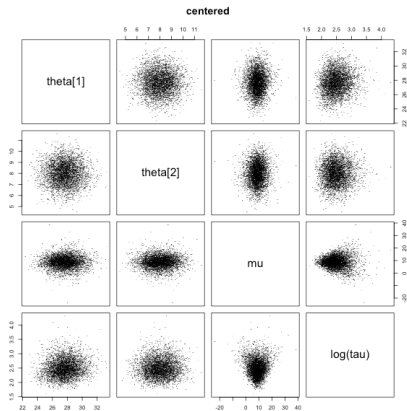 centered
5 6 7 8 9 10 11
1.5 2.0 2.5 3.0 3.5 4.0
theta[1]
22 24 26 28 30 32
5 6 7 8 9 10
theta[2]
mu
-20 0 10 20 30 40
1.5 2.0 2.5 3.0 3.5 4.0
log(tau)
22 24 26 28 30 32
-20 0 10 20 30 40